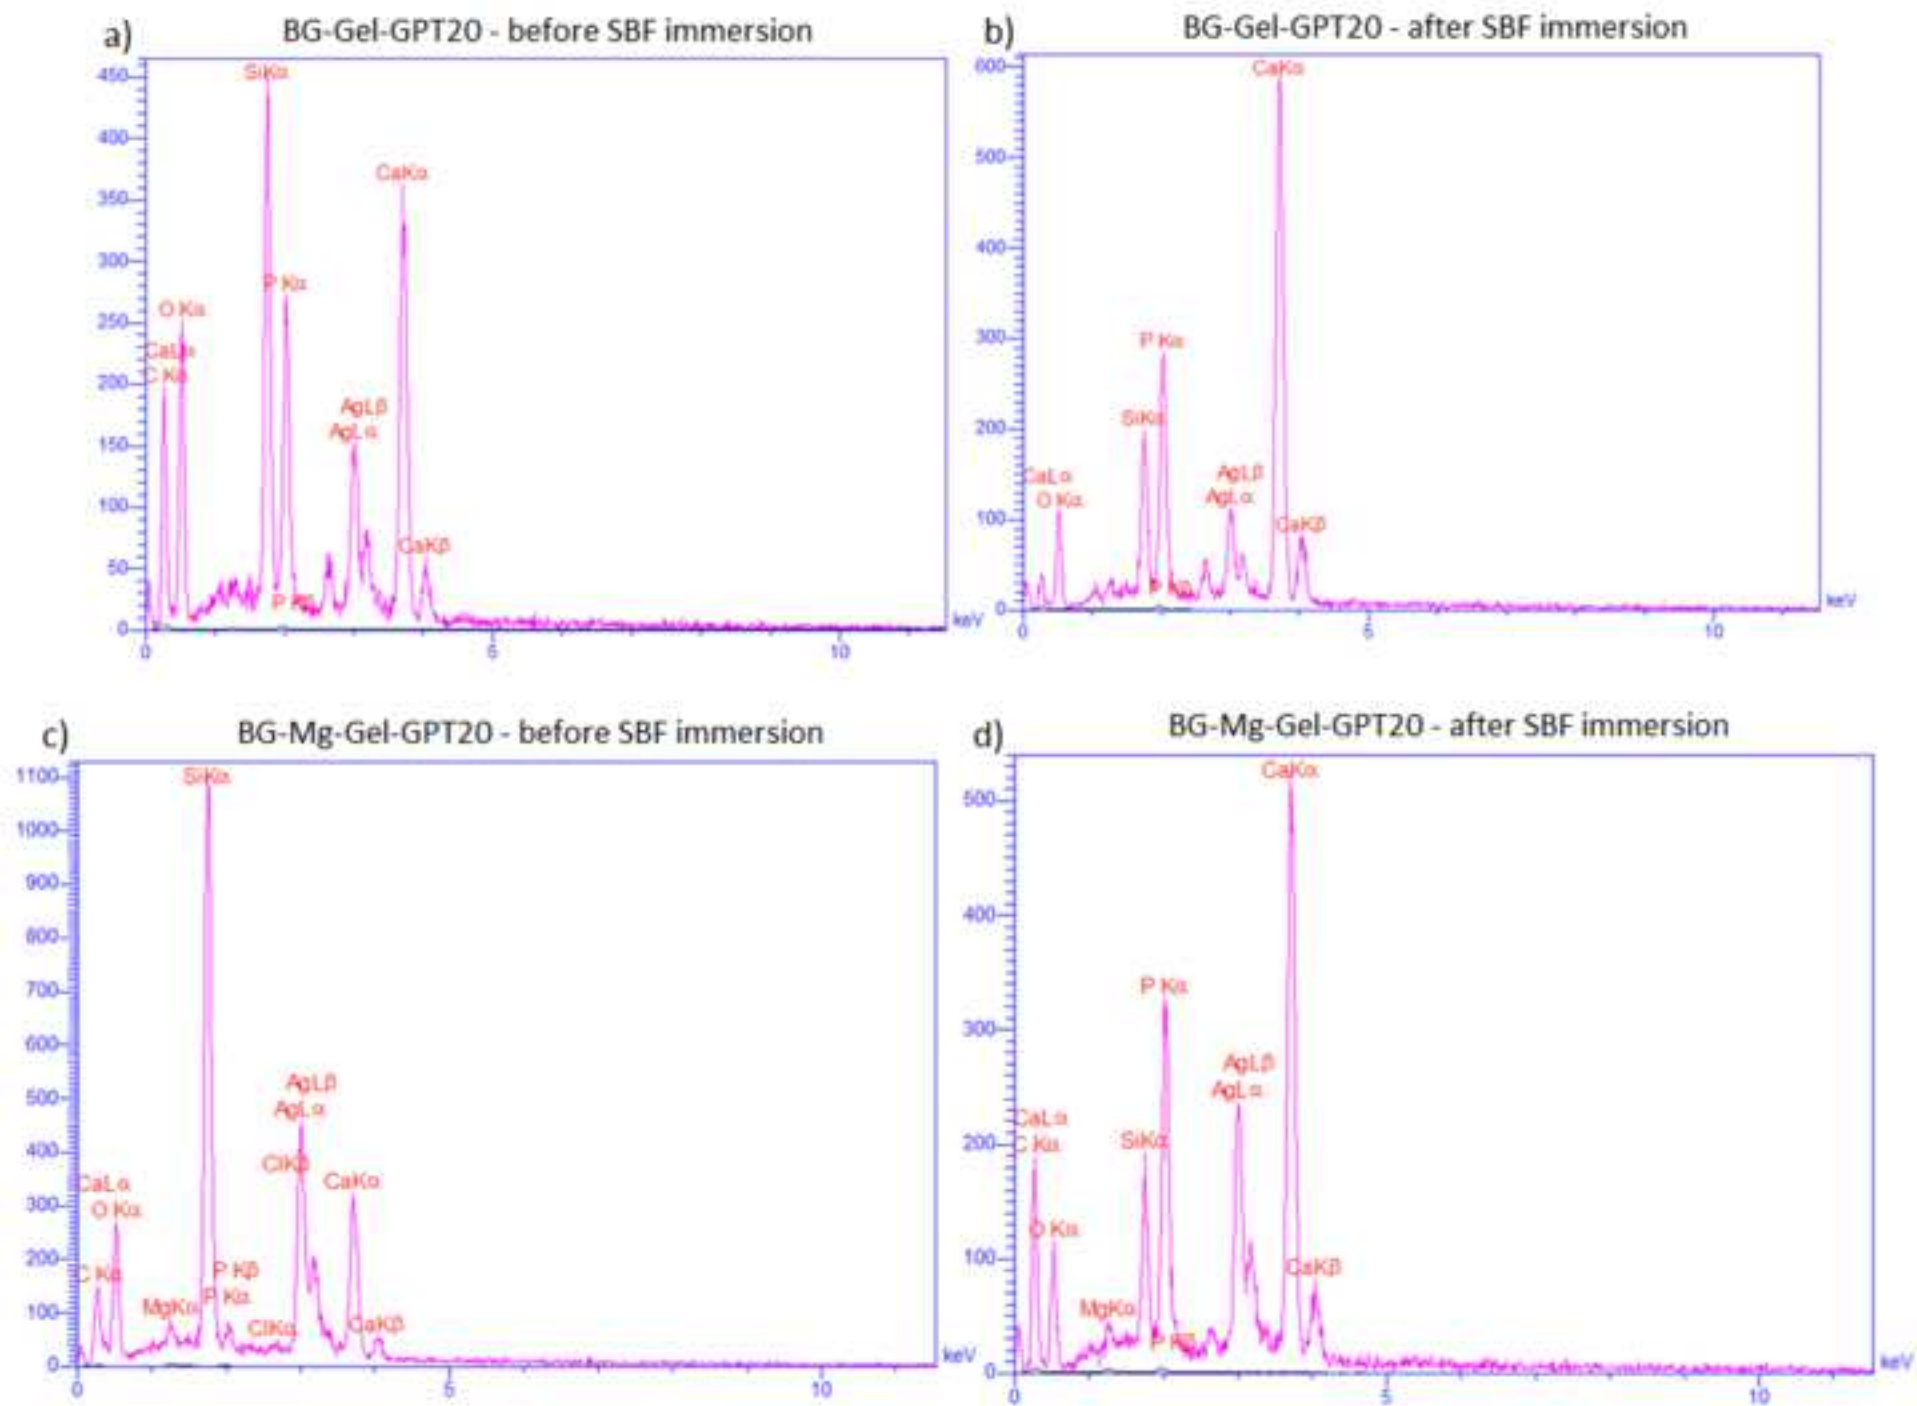 a) BG-Gel-GPT20 - before SBF immersion
450
SiKα
400
CaKα
350
300
P Kα
O Kα
250
CaLα
200
C Kα
AgLβ
AgLα
150
100
CaKβ
50
P Kβ
0
keV
0 5 10
b) BG-Gel-GPT20 - after SBF immersion
600
CaKα
500
400
P Kα
300
SiKα
200
CaLα
AgLβ
O Kα
AgLα
100
CaKβ
P Kβ
0
keV
0 5 10
c) BG-Mg-Gel-GPT20 - before SBF immersion
1100
SiKα
1000
900
800
700
600
500
AgLβ
AgLα
400
ClKβ
CaKα
CaLα
300
O Kα
200
C Kα
P Kβ
P Kα
MgKα
100
ClKα
CaKβ
0
keV
0 5 10
d) BG-Mg-Gel-GPT20 - after SBF immersion
CaKα
500
400
P Kα
300
AgLβ
AgLα
CaLα
200
C Kα
SiKα
O Kα
100
CaKβ
MgKα
P Kβ
0
keV
0 5 10